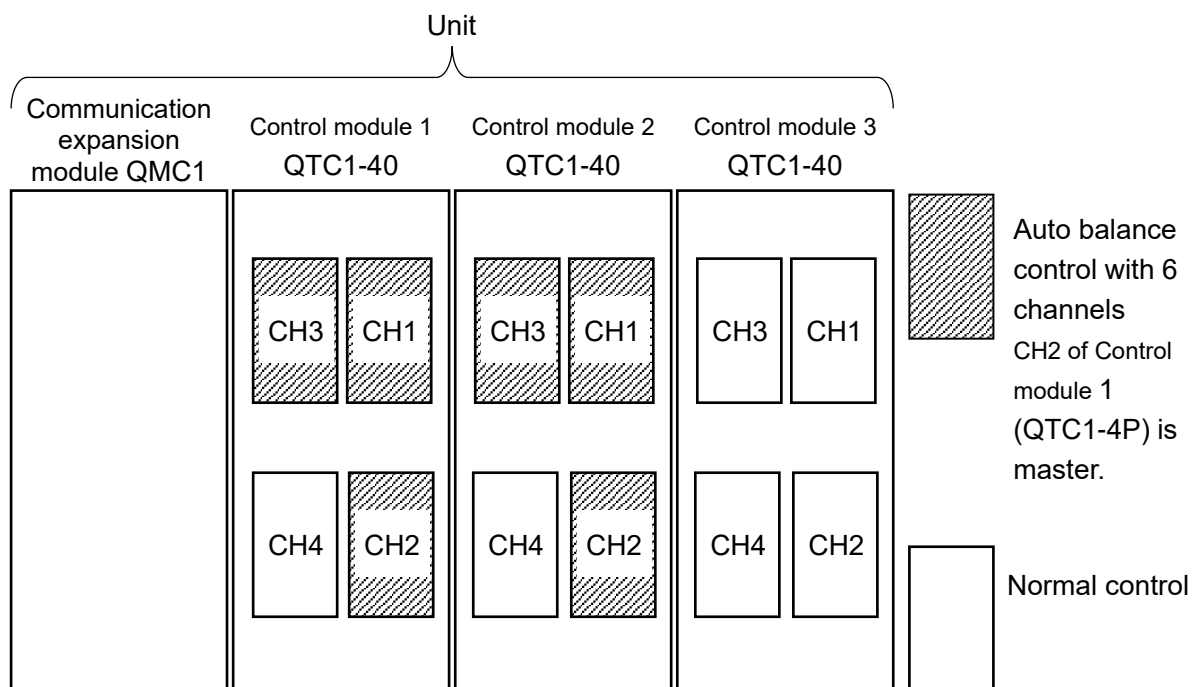 Unit
Communication
expansion
module QMC1
Control module 1
QTC1-40
Control module 2
QTC1-40
Control module 3
QTC1-40
CH3
CH1
CH3
CH1
CH3
CH1
CH4
CH2
CH4
CH2
CH4
CH2
Auto balance
control with 6
channels
CH2 of Control
module 1
(QTC1-4P) is
master.
Normal control